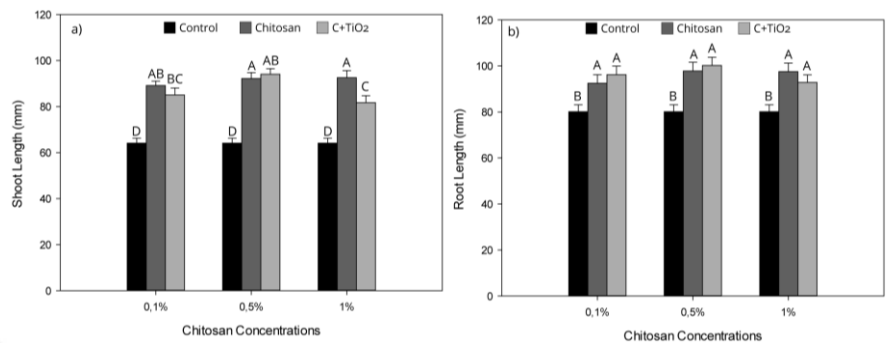 a)
Control Chitosan C+TiO2
120
100
80
60
40
20
0
Shoot Length (mm)
D AB BC
D A AB
D A C
0,1% 0,5% 1%
Chitosan Concentrations
b)
Control Chitosan C+TiO2
120
100
80
60
40
20
0
Root Length (mm)
B A A
B A A
B A A
0,1% 0,5% 1%
Chitosan Concentrations